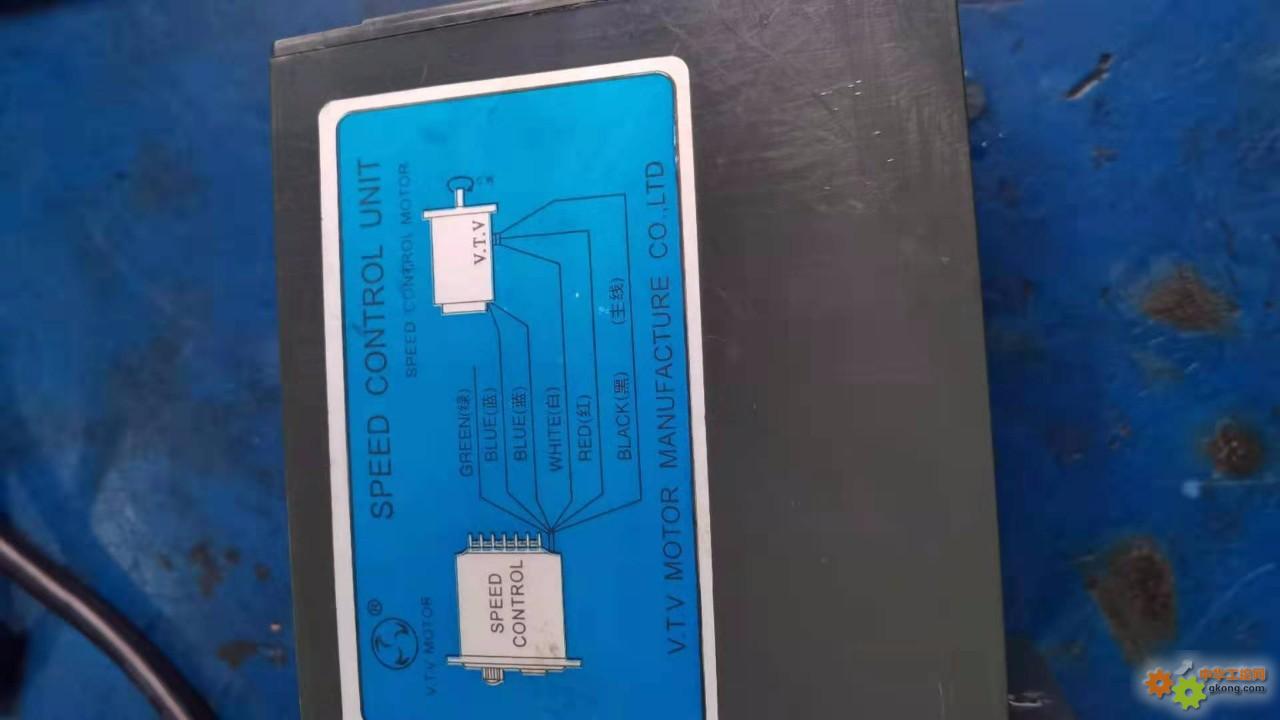 SPEED CONTROL UNIT
SPEED CONTROL MOTOR
®
V.T.V MOTOR
V.T.V
GREEN(绿)
BLUE(蓝)
BLUE(蓝)
WHITE(白)
RED(红)
BLACK(黑) (主线)
SPEED
CONTROL
V.T.V MOTOR MANUFACTURE CO.,LTD
中华工控网
gkong.com